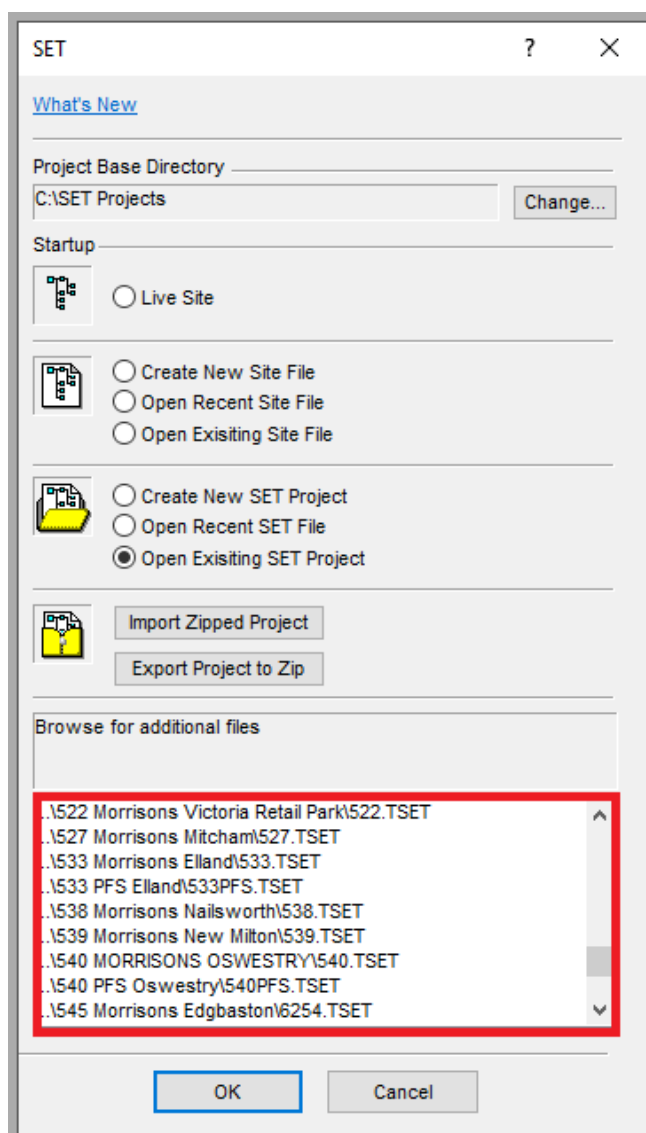 SET
?
What's New
Project Base Directory
C:\SET Projects
Change...
Startup
Live Site
Create New Site File
Open Recent Site File
Open Exisiting Site File
Create New SET Project
Open Recent SET File
Open Exisiting SET Project
Import Zipped Project
Export Project to Zip
Browse for additional files
..\522 Morrisons Victoria Retail Park\522.TSET
..\527 Morrisons Mitcham\527.TSET
..\533 Morrisons Elland\533.TSET
..\533 PFS Elland\533PFS.TSET
..\538 Morrisons Nailsworth\538.TSET
..\539 Morrisons New Milton\539.TSET
..\540 MORRISONS OSWESTRY\540.TSET
..\540 PFS Oswestry\540PFS.TSET
..\545 Morrisons Edgbaston\6254.TSET
OK
Cancel